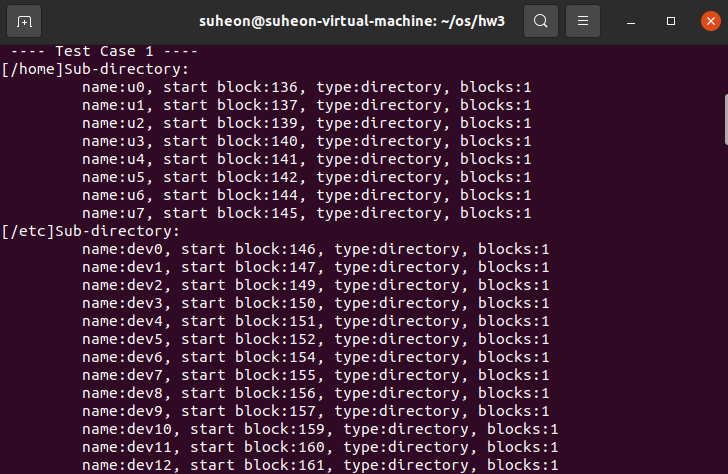 suheon@suheon-virtual-machine: ~/os/hw3
---- Test Case 1 ----
[/home]Sub-directory:
name:u0, start block:136, type:directory, blocks:1
name:u1, start block:137, type:directory, blocks:1
name:u2, start block:139, type:directory, blocks:1
name:u3, start block:140, type:directory, blocks:1
name:u4, start block:141, type:directory, blocks:1
name:u5, start block:142, type:directory, blocks:1
name:u6, start block:144, type:directory, blocks:1
name:u7, start block:145, type:directory, blocks:1
[/etc]Sub-directory:
name:dev0, start block:146, type:directory, blocks:1
name:dev1, start block:147, type:directory, blocks:1
name:dev2, start block:149, type:directory, blocks:1
name:dev3, start block:150, type:directory, blocks:1
name:dev4, start block:151, type:directory, blocks:1
name:dev5, start block:152, type:directory, blocks:1
name:dev6, start block:154, type:directory, blocks:1
name:dev7, start block:155, type:directory, blocks:1
name:dev8, start block:156, type:directory, blocks:1
name:dev9, start block:157, type:directory, blocks:1
name:dev10, start block:159, type:directory, blocks:1
name:dev11, start block:160, type:directory, blocks:1
name:dev12, start block:161, type:directory, blocks:1